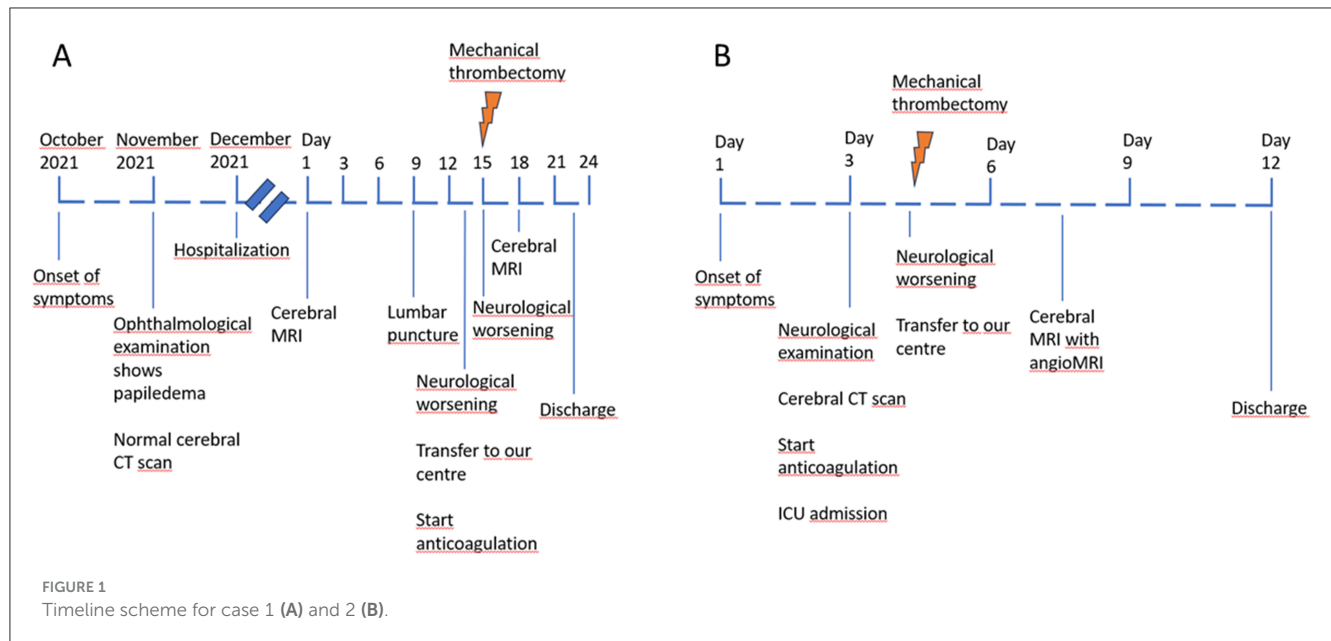 A
Mechanical
thrombectomy
October
2021
November
2021
December
2021
Day
1
3
6
9
12
15
18
21
24
Onset of
symptoms
Ophthalmological
examination
shows
papiledema
Normal cerebral
CT scan
Hospitalization
Cerebral
MRI
Lumbar
puncture
Neurological
worsening
Transfer to our
centre
Start
anticoagulation
Neurological
worsening
Cerebral
MRI
Discharge
B
Mechanical
thrombectomy
Day
1
Day
3
Day
6
Day
9
Day
12
Onset of
symptoms
Neurological
examination
Cerebral CT scan
Start
anticoagulation
ICU admission
Neurological
worsening
Transfer to our
centre
Cerebral
MRI with
angioMRI
Discharge
FIGURE 1
Timeline scheme for case 1 (A) and 2 (B).